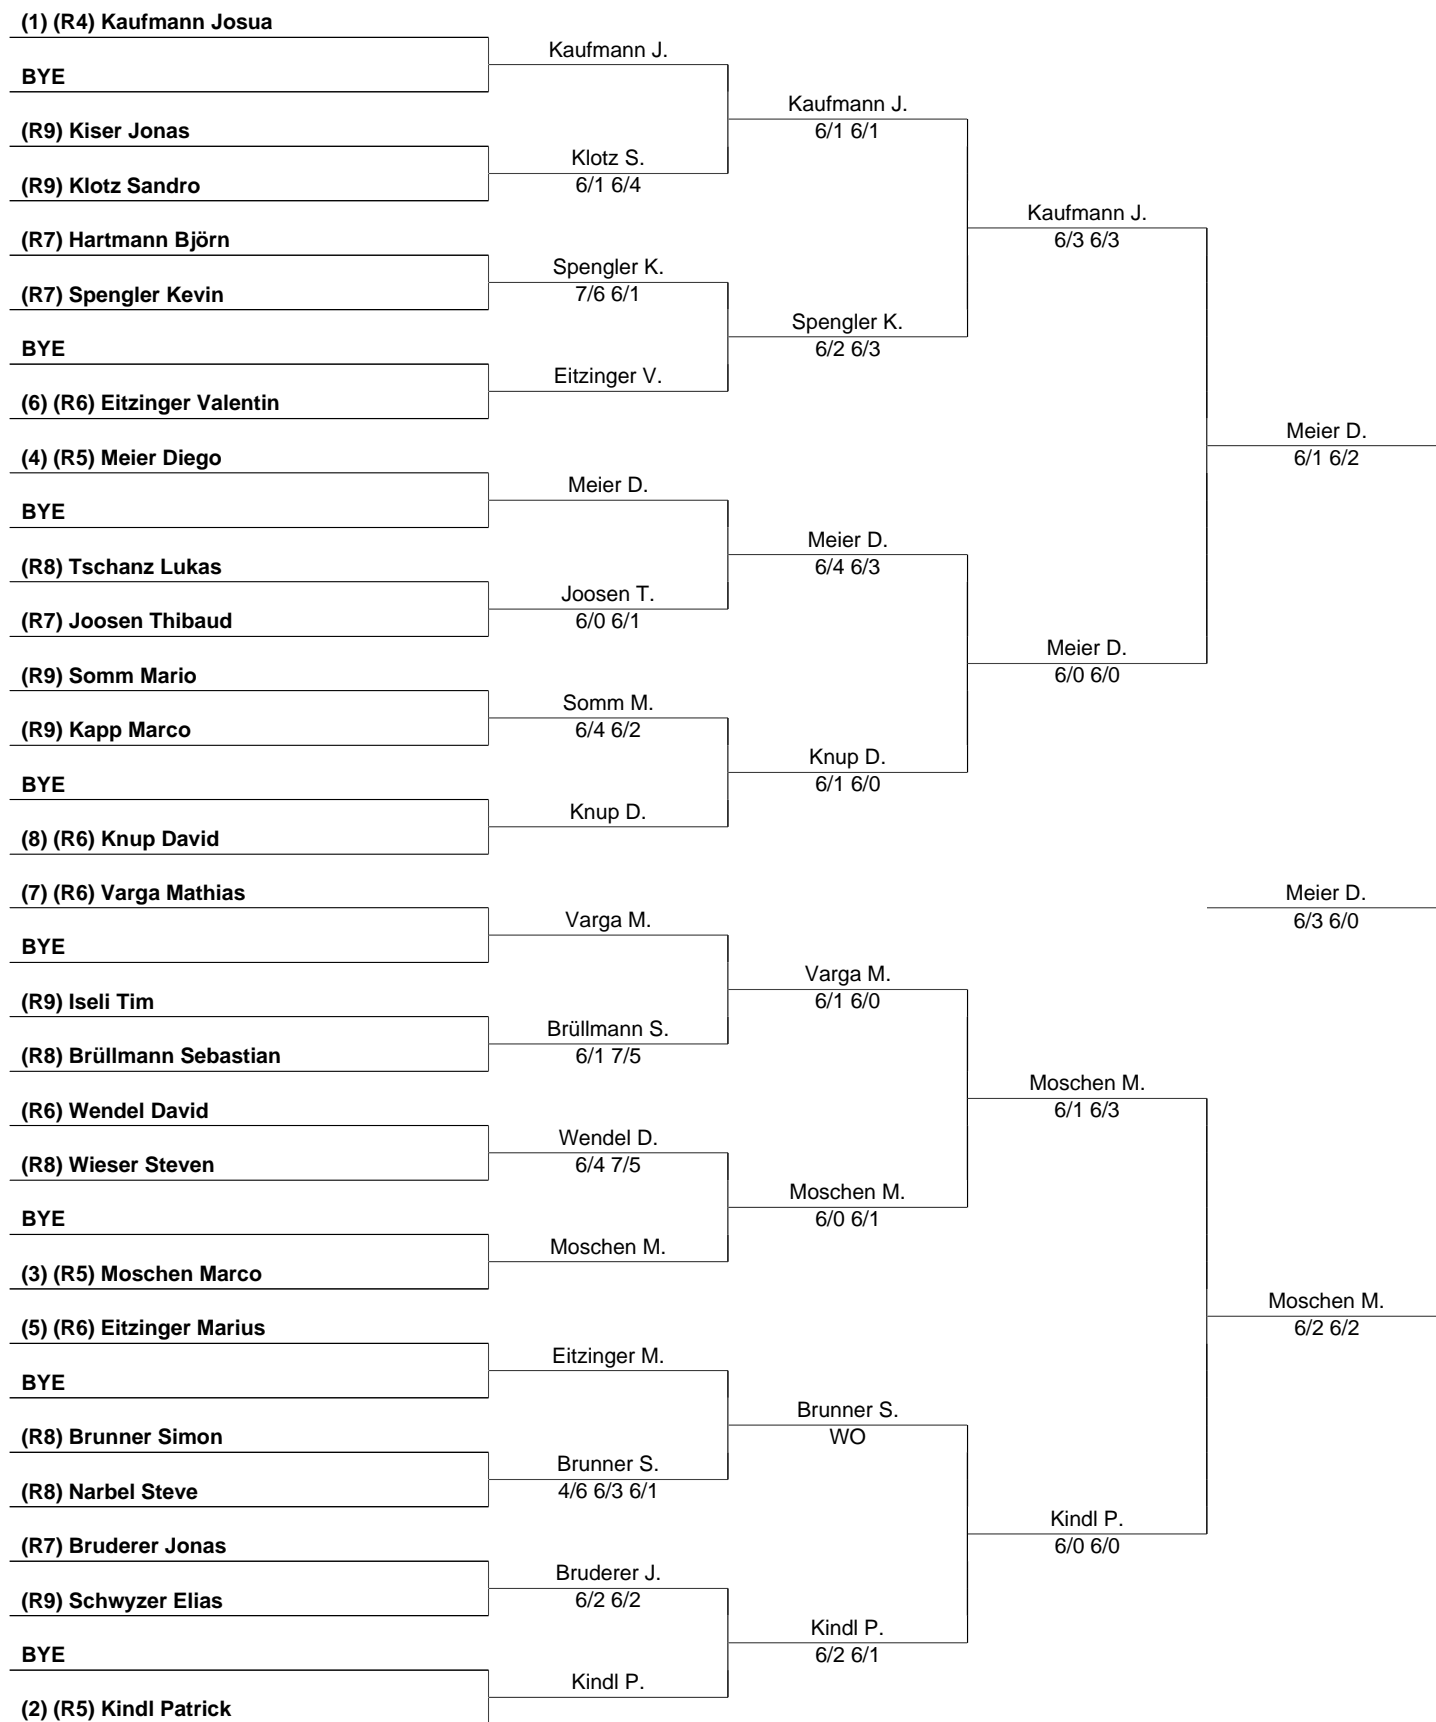 (1) (R4) Kaufmann Josua
BYE
(R9) Kiser Jonas
(R9) Klotz Sandro
(R7) Hartmann Björn
(R7) Spengler Kevin
BYE
(6) (R6) Eitzinger Valentin
(4) (R5) Meier Diego
BYE
(R8) Tschanz Lukas
(R7) Joosen Thibaud
(R9) Somm Mario
(R9) Kapp Marco
BYE
(8) (R6) Knup David
(7) (R6) Varga Mathias
BYE
(R9) Iseli Tim
(R8) Brüllmann Sebastian
(R6) Wendel David
(R8) Wieser Steven
BYE
(3) (R5) Moschen Marco
(5) (R6) Eitzinger Marius
BYE
(R8) Brunner Simon
(R8) Narbel Steve
(R7) Bruderer Jonas
(R9) Schwyzer Elias
BYE
(2) (R5) Kindl Patrick
Kaufmann J.
Klotz S.
6/1 6/4
Spengler K.
7/6 6/1
Eitzinger V.
Meier D.
Joosen T.
6/0 6/1
Somm M.
6/4 6/2
Knup D.
Varga M.
Brüllmann S.
6/1 7/5
Wendel D.
6/4 7/5
Moschen M.
Eitzinger M.
Brunner S.
4/6 6/3 6/1
Bruderer J.
6/2 6/2
Kindl P.
Kaufmann J.
6/1 6/1
Spengler K.
6/2 6/3
Meier D.
6/4 6/3
Knup D.
6/1 6/0
Varga M.
6/1 6/0
Moschen M.
6/0 6/1
Brunner S.
WO
Kindl P.
6/2 6/1
Kaufmann J.
6/3 6/3
Meier D.
6/0 6/0
Moschen M.
6/1 6/3
Kindl P.
6/0 6/0
Meier D.
6/1 6/2
Meier D.
6/3 6/0
Moschen M.
6/2 6/2